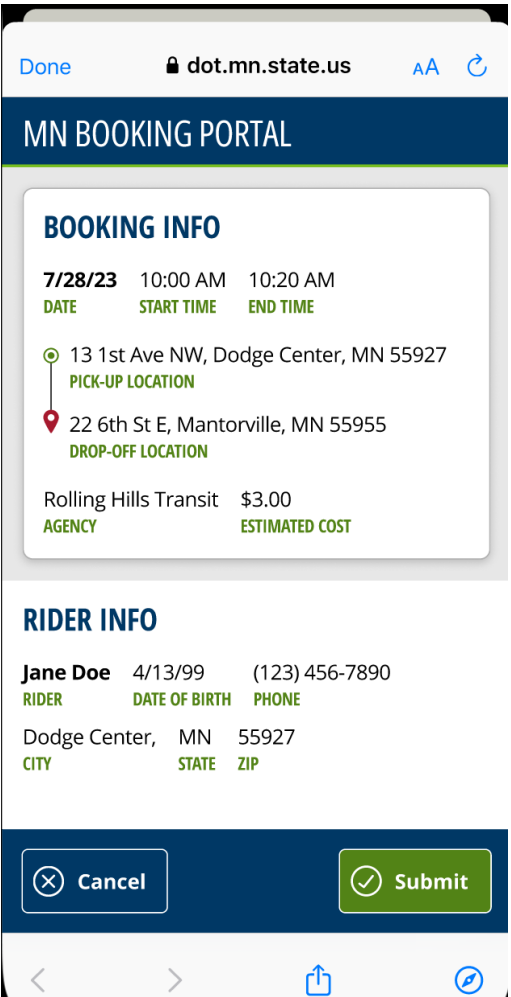 Done dot.mn.state.us AA
MN BOOKING PORTAL
BOOKING INFO
7/28/23 10:00 AM 10:20 AM
DATE START TIME END TIME
13 1st Ave NW, Dodge Center, MN 55927
PICK-UP LOCATION
22 6th St E, Mantorville, MN 55955
DROP-OFF LOCATION
Rolling Hills Transit $3.00
AGENCY ESTIMATED COST
RIDER INFO
Jane Doe 4/13/99 (123) 456-7890
RIDER DATE OF BIRTH PHONE
Dodge Center, MN 55927
CITY STATE ZIP
Cancel Submit